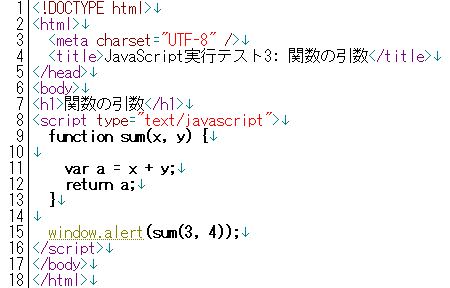 1 <!DOCTYPE html>↓
2 <html>↓
3   <meta charset="UTF-8" />↓
4   <title>JavaScript実行テスト3: 関数の引数</title>↓
5 </head>↓
6 <body>↓
7 <h1>関数の引数</h1>↓
8 <script type="text/javascript">↓
9   function sum(x, y) {↓
10 ↓
11     var a = x + y;↓
12     return a;↓
13   }↓
14 ↓
15   window.alert(sum(3, 4));↓
16 </script>↓
17 </body>↓
18 </html>↓